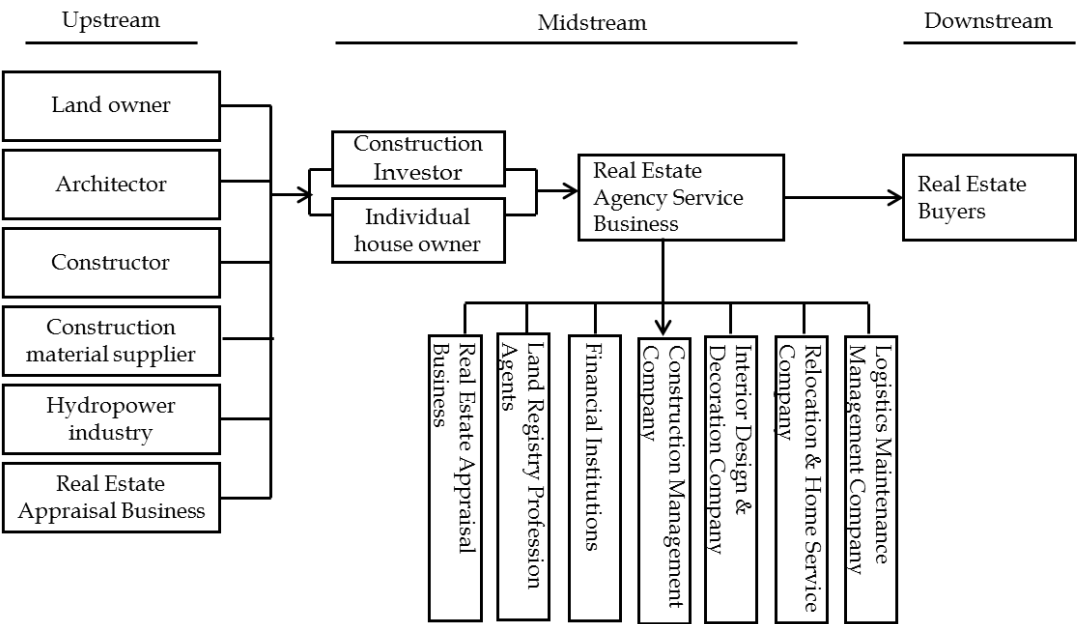 Upstream
Midstream
Downstream
Land owner
Architector
Constructor
Construction
material supplier
Hydropower
industry
Real Estate
Appraisal Business
Construction
Investor
Individual
house owner
Real Estate
Agency Service
Business
Real Estate
Buyers
Real Estate Appraisal
Business
Land Registry Profession
Agents
Financial Institutions
Construction Management
Company
Interior Design &
Decoration Company
Relocation & Home Service
Company
Logistics Maintenance
Management Company